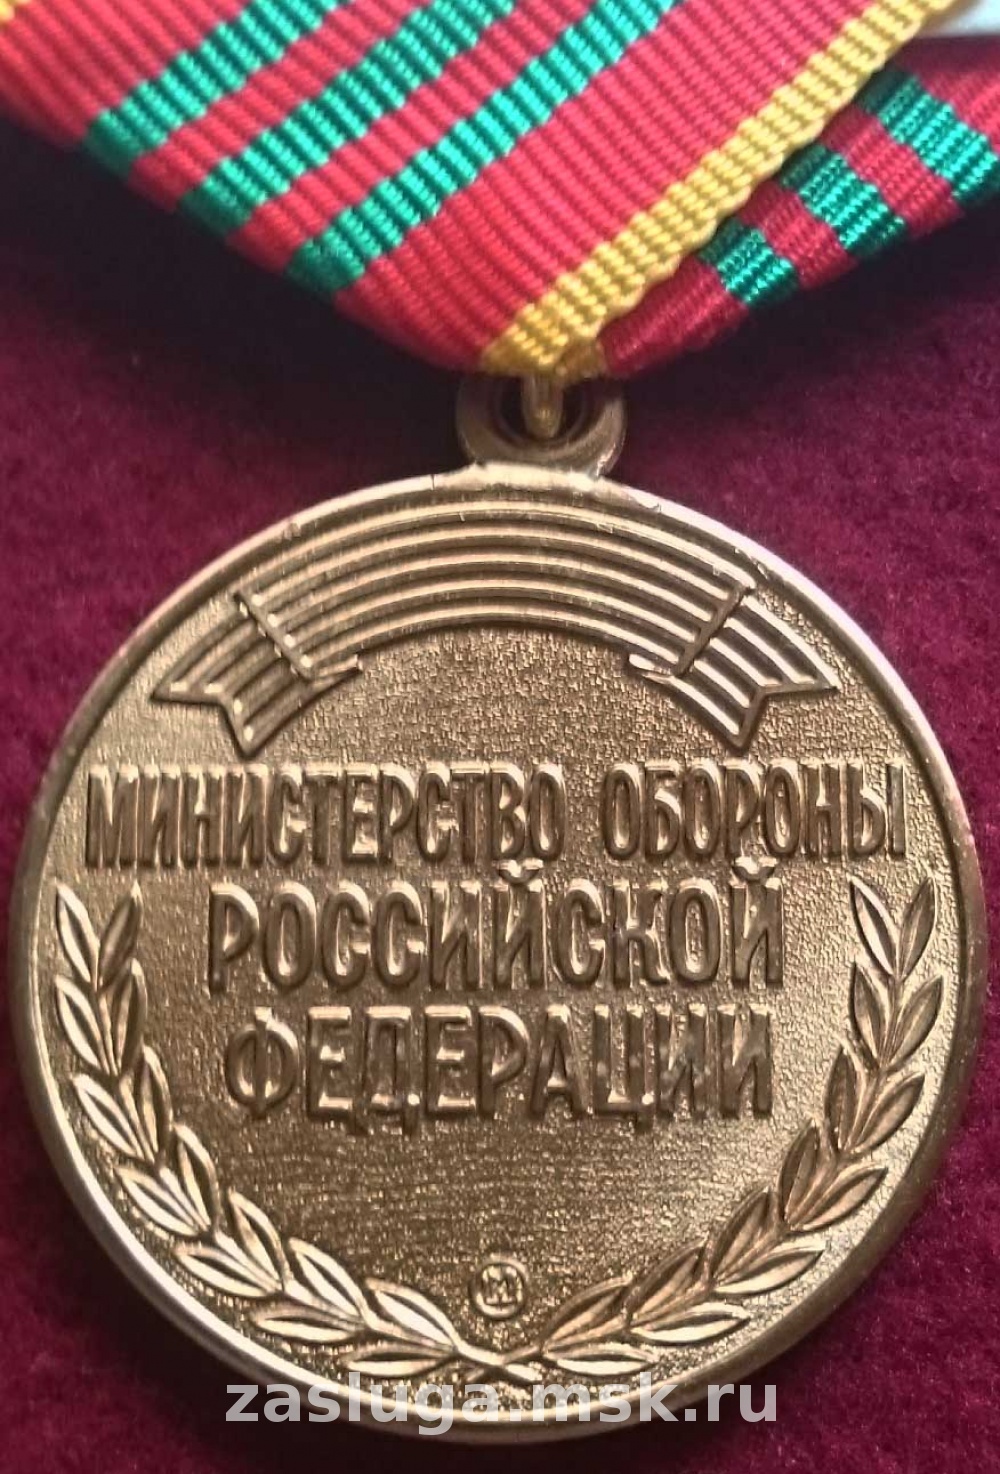 МИНИСТЕРСТВО ОБОРОНЫ
РОССИЙСКОЙ
ФЕДЕРАЦИИ
М
zasluga.msk.ru